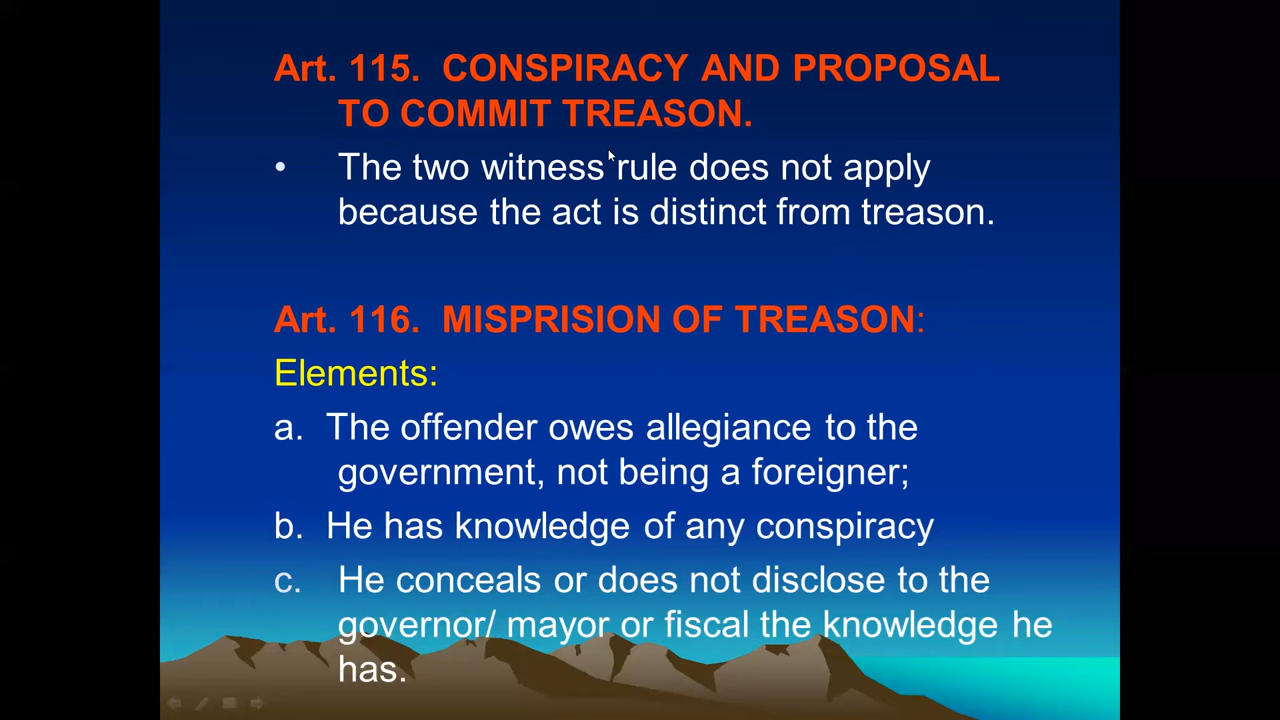 Art. 115. CONSPIRACY AND PROPOSAL
TO COMMIT TREASON.
• The two witness rule does not apply
because the act is distinct from treason.
Art. 116. MISPRISION OF TREASON:
Elements:
a. The offender owes allegiance to the
government, not being a foreigner;
b. He has knowledge of any conspiracy
c. He conceals or does not disclose to the
governor/ mayor or fiscal the knowledge he
has.